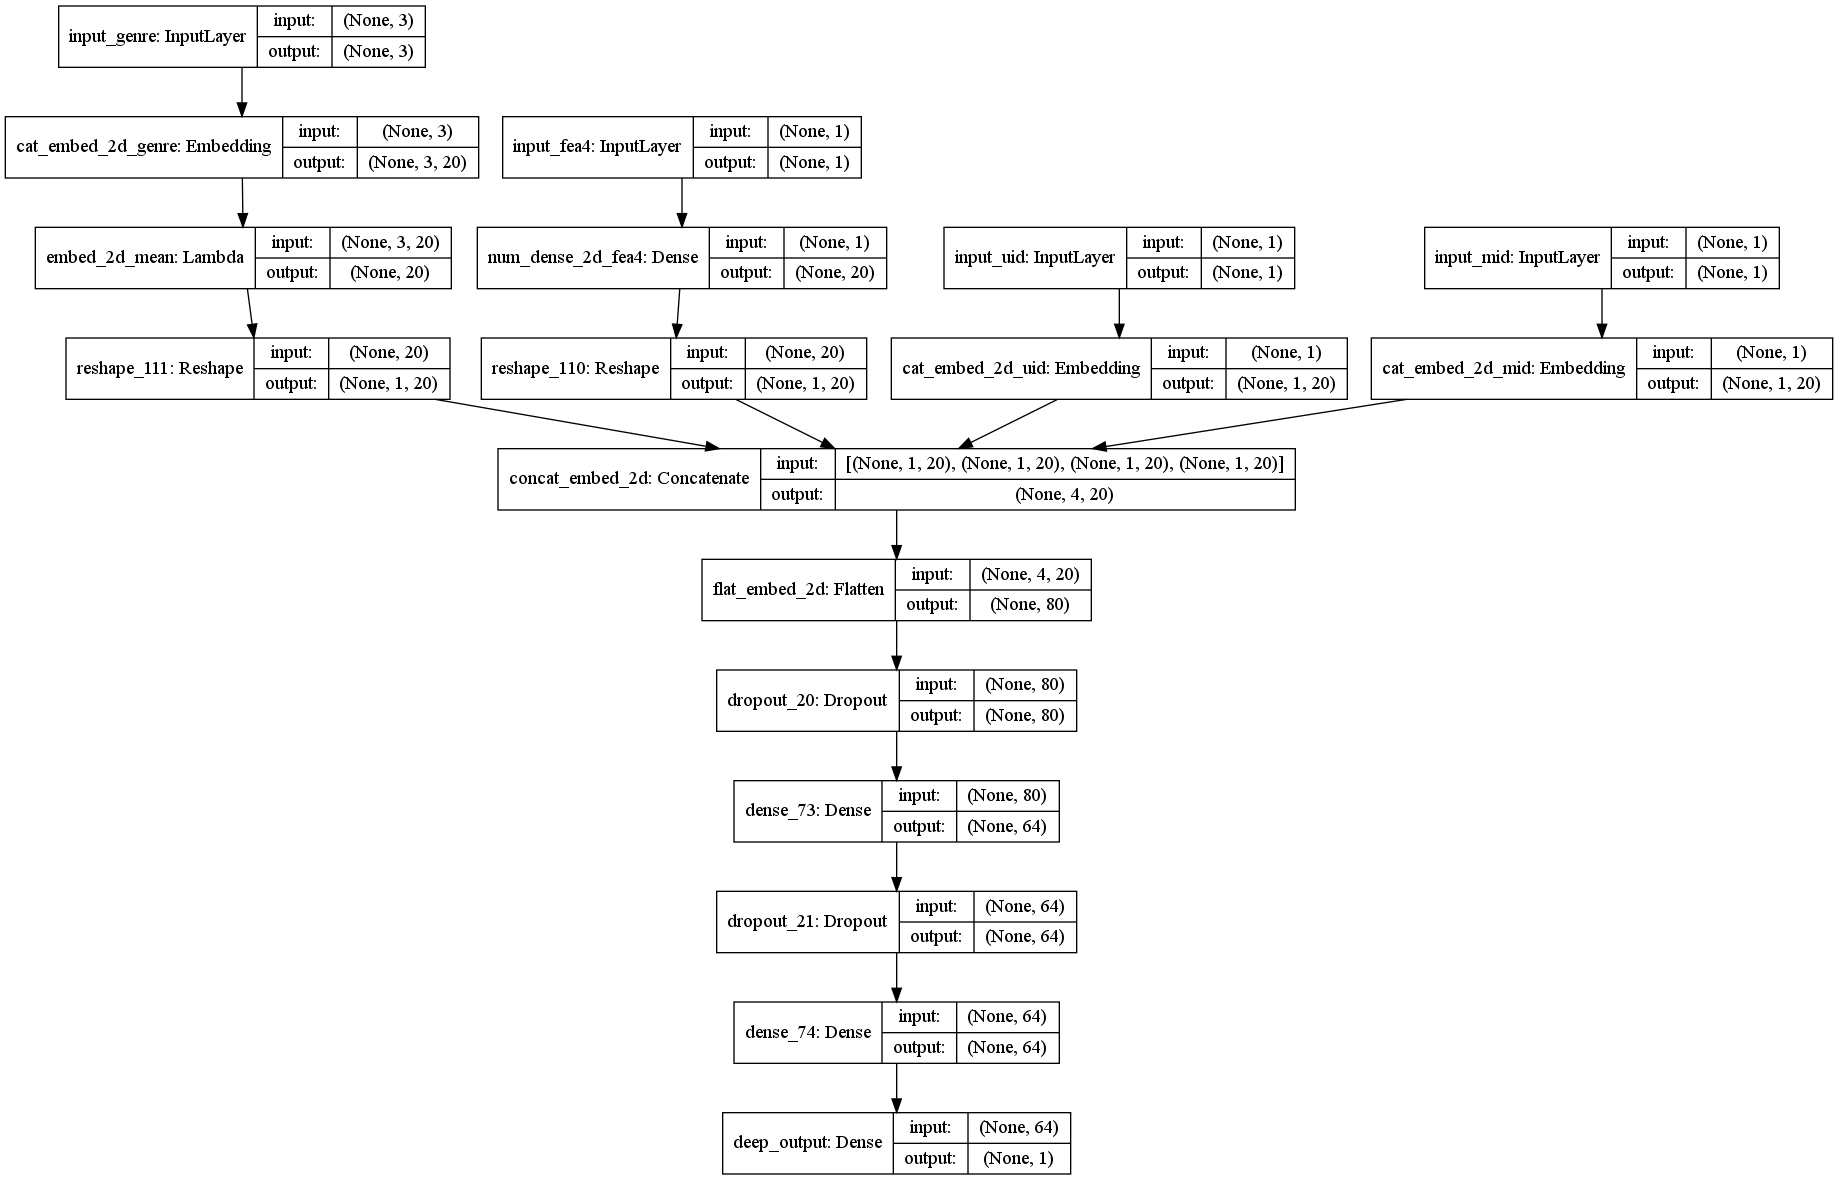 input_genre: InputLayer
input: (None, 3)
output: (None, 3)
cat_embed_2d_genre: Embedding
input: (None, 3)
output: (None, 3, 20)
input_fea4: InputLayer
input: (None, 1)
output: (None, 1)
embed_2d_mean: Lambda
input: (None, 3, 20)
output: (None, 20)
num_dense_2d_fea4: Dense
input: (None, 1)
output: (None, 20)
input_uid: InputLayer
input: (None, 1)
output: (None, 1)
input_mid: InputLayer
input: (None, 1)
output: (None, 1)
reshape_111: Reshape
input: (None, 20)
output: (None, 1, 20)
reshape_110: Reshape
input: (None, 20)
output: (None, 1, 20)
cat_embed_2d_uid: Embedding
input: (None, 1)
output: (None, 1, 20)
cat_embed_2d_mid: Embedding
input: (None, 1)
output: (None, 1, 20)
concat_embed_2d: Concatenate
input: [(None, 1, 20), (None, 1, 20), (None, 1, 20), (None, 1, 20)]
output: (None, 4, 20)
flat_embed_2d: Flatten
input: (None, 4, 20)
output: (None, 80)
dropout_20: Dropout
input: (None, 80)
output: (None, 80)
dense_73: Dense
input: (None, 80)
output: (None, 64)
dropout_21: Dropout
input: (None, 64)
output: (None, 64)
dense_74: Dense
input: (None, 64)
output: (None, 64)
deep_output: Dense
input: (None, 64)
output: (None, 1)